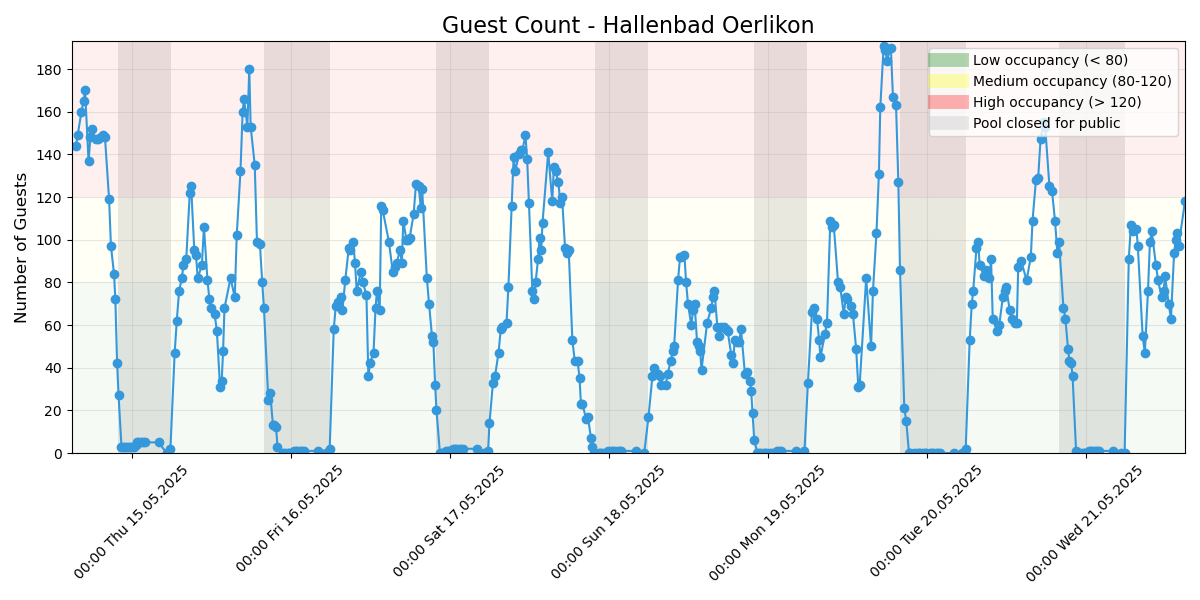 Guest Count - Hallenbad Oerlikon
Number of Guests
180
160
140
120
100
80
60
40
20
0
Low occupancy (< 80)
Medium occupancy (80-120)
High occupancy (> 120)
Pool closed for public
00:00 Thu 15.05.2025
00:00 Fri 16.05.2025
00:00 Sat 17.05.2025
00:00 Sun 18.05.2025
00:00 Mon 19.05.2025
00:00 Tue 20.05.2025
00:00 Wed 21.05.2025